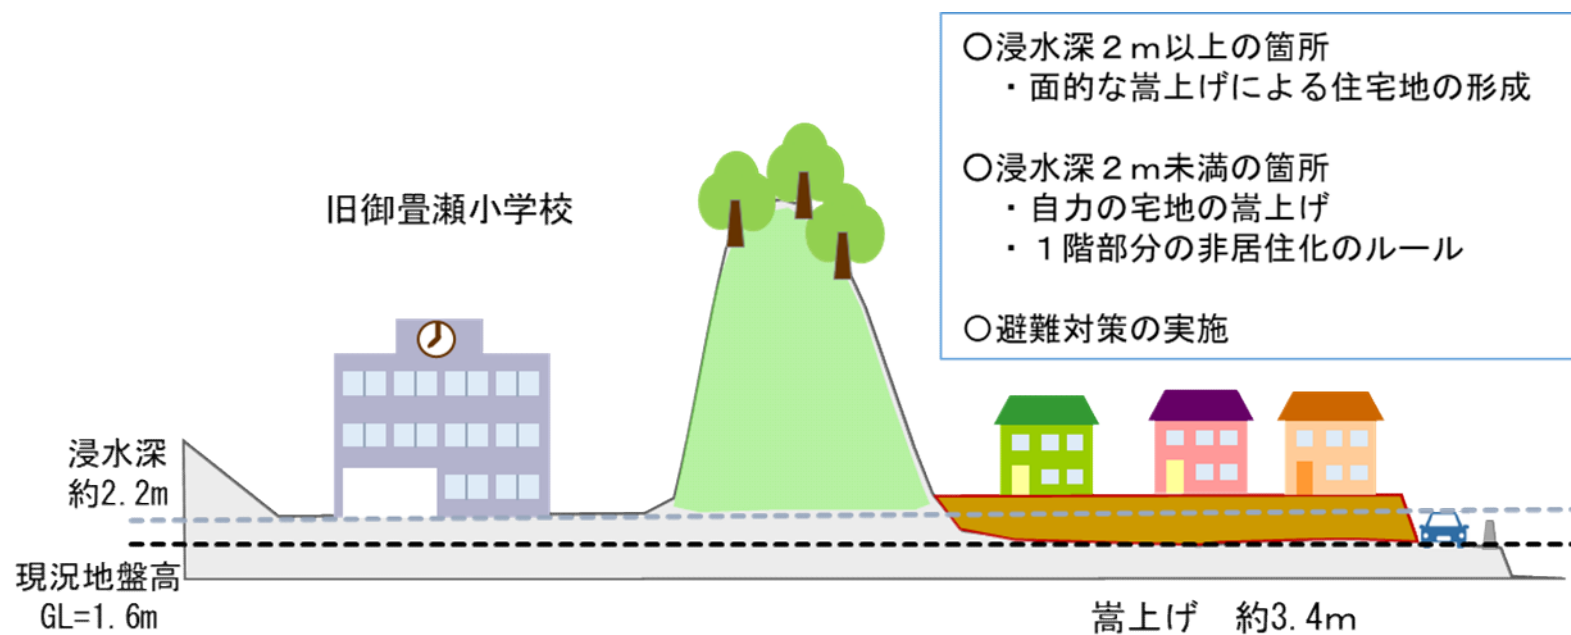 ○浸水深２ｍ以上の箇所
・面的な嵩上げによる住宅地の形成
○浸水深２ｍ未満の箇所
・自力の宅地の嵩上げ
・１階部分の非居住化のルール
○避難対策の実施
旧御畳瀬小学校
浸水深
約2.2m
現況地盤高
GL=1.6m
嵩上げ　約3.4ｍ